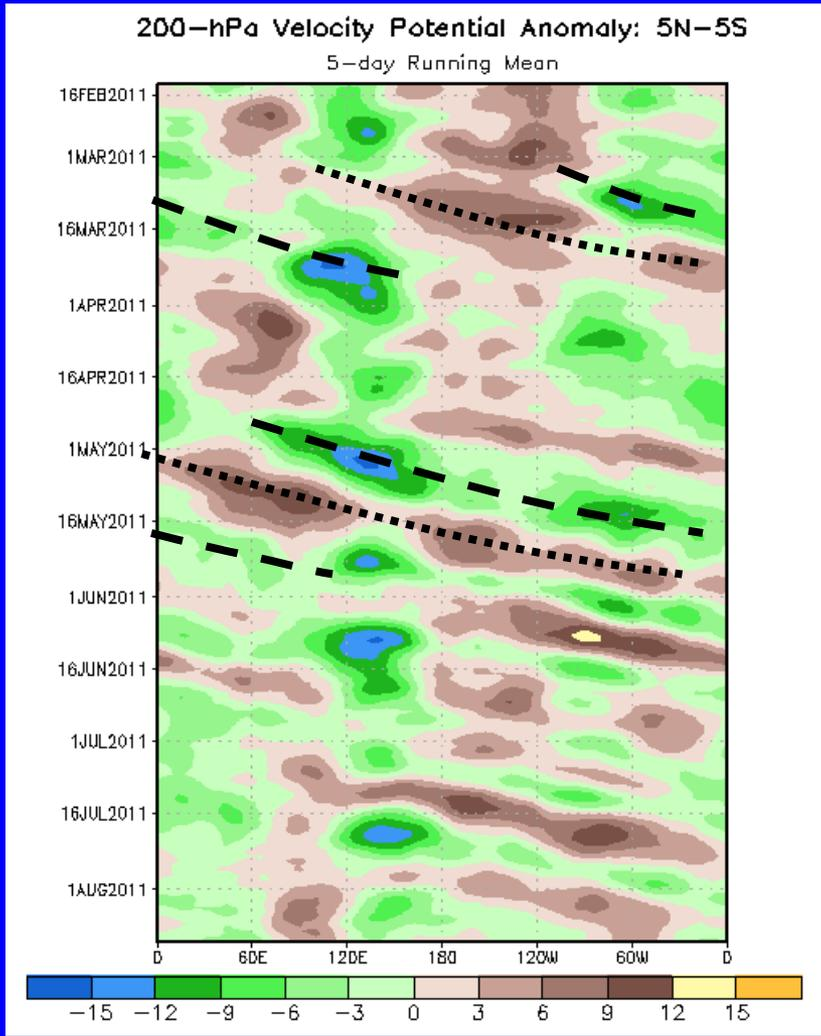 200-hPa Velocity Potential Anomaly: 5N-5S
5-day Running Mean
16FEB2011
1MAR2011
16MAR2011
1APR2011
16APR2011
1MAY2011
16MAY2011
1JUN2011
16JUN2011
1JUL2011
16JUL2011
1AUG2011
0 60E 120E 180 120W 60W 0
-15 -12 -9 -6 -3 0 3 6 9 12 15